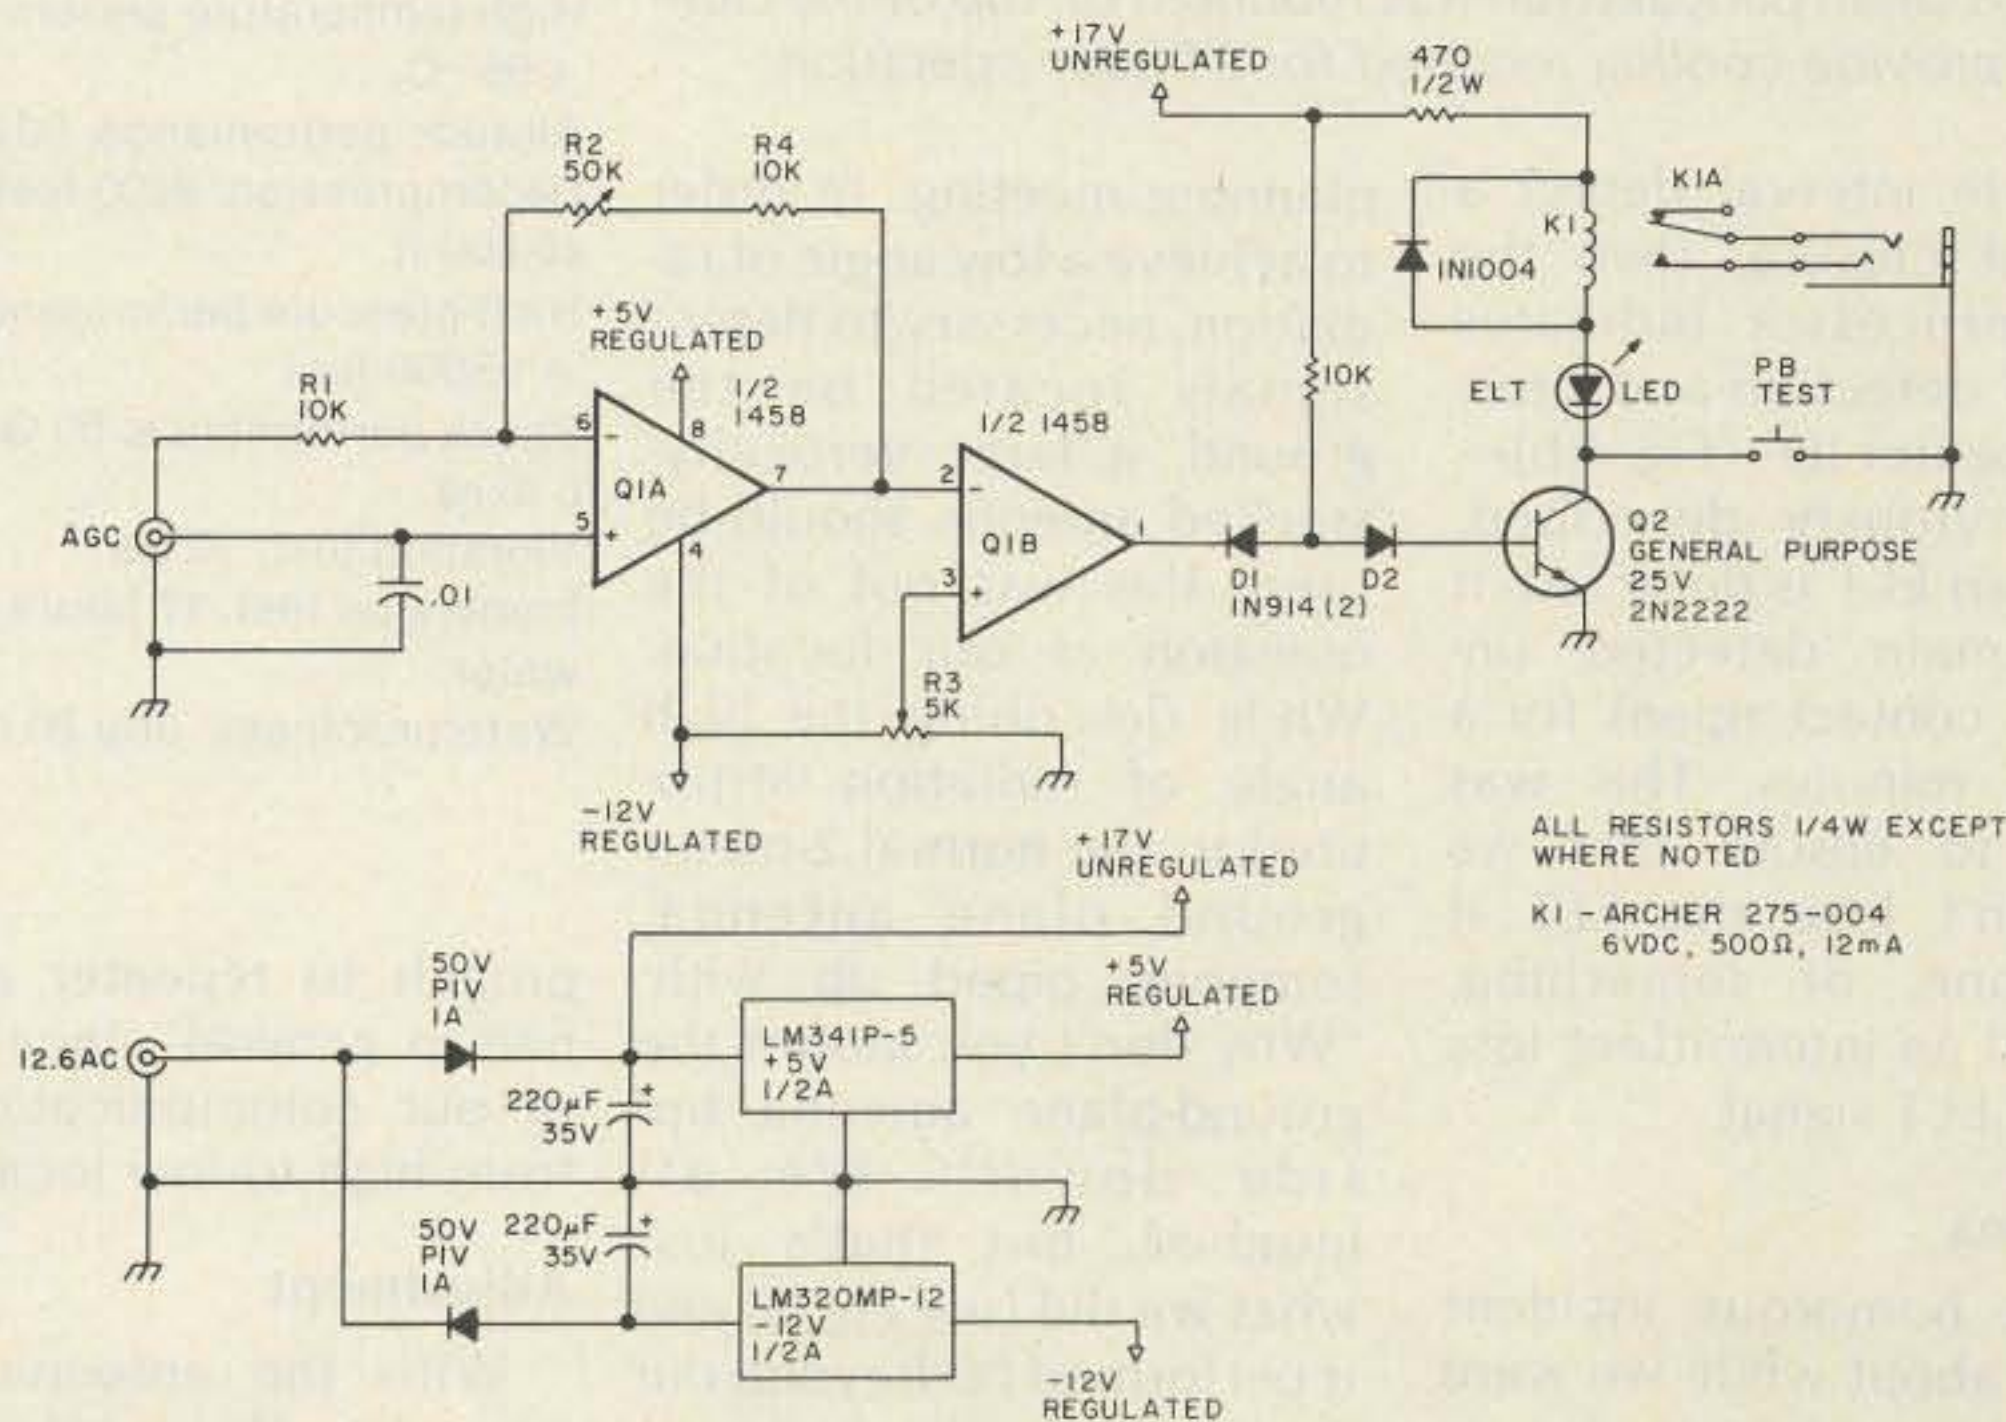 +17V
UNREGULATED
470
1/2W
R2
50K
R4
10K
K1A
K1
1N1004
+5V
REGULATED
10K
ELT
LED
PB
TEST
R1
10K
1/2
1458
6
-
8
1/2 1458
7
2
-
Q1A
AGC
5
+
4
Q1B
1
3
+
D1
1N914(2)
D2
Q2
GENERAL PURPOSE
25V
2N2222
.01
R3
5K
-12V
REGULATED
+17V
UNREGULATED
ALL RESISTORS 1/4W EXCEPT
WHERE NOTED
K1 - ARCHER 275-004
6VDC, 500Ω, 12mA
50V
PIV
1A
+5V
REGULATED
12.6AC
LM341P-5
+5V
1/2A
220µF
35V
+
50V
PIV
1A
220µF
35V
+
LM320MP-12
-12V
1/2A
-12V
REGULATED